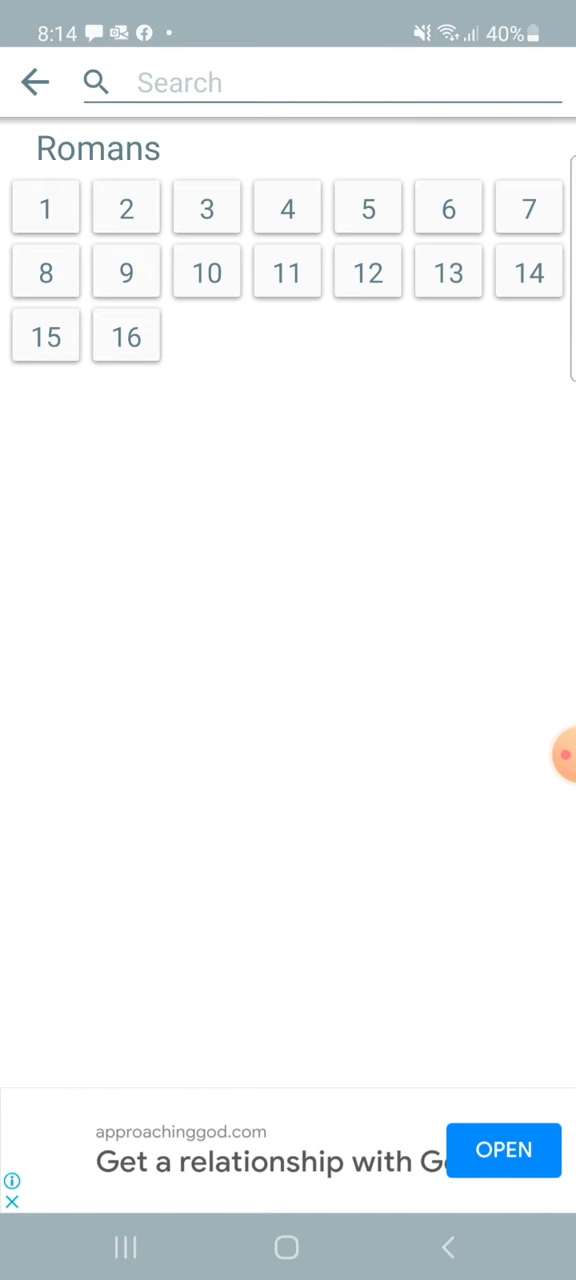 8:14
40%
Search
Romans
1 2 3 4 5 6 7
8 9 10 11 12 13 14
15 16
approachinggod.com
Get a relationship with G
OPEN